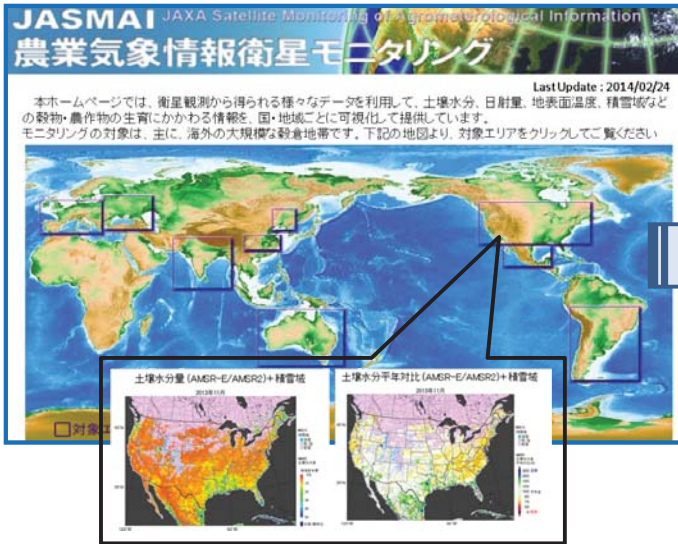 JASMAI JAXA Satellite Monitoring of Agrometeorological Information
農業気象情報衛星モニタリング
Last Update : 2014/02/24
本ホームページでは、衛星観測から得られる様々なデータを利用して、土壌水分、日射量、地表面温度、積雪域など
の穀物・農作物の生育にかかわる情報を、国・地域ごとに可視化して提供しています。
モニタリングの対象は、主に、海外の大規模な穀倉地帯です。下記の地図より、対象エリアをクリックしてご覧ください
対象エ
土壌水分量(AMSR-E/AMSR2)+積雪域
2013年11月
土壌水分平年対比(AMSR-E/AMSR2)+積雪域
2013年11月